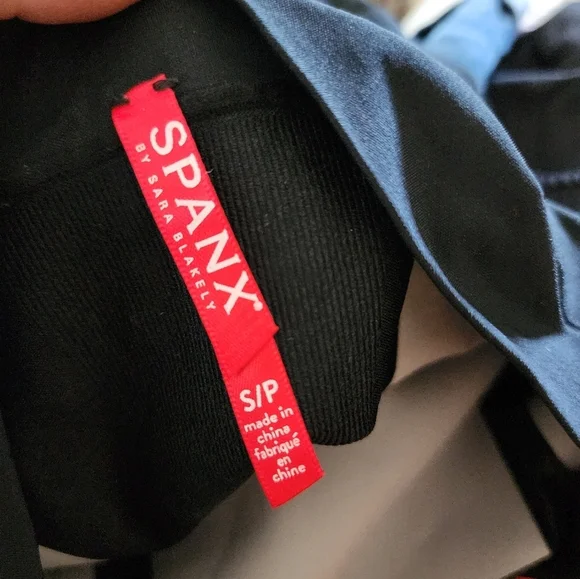 SPANX®
BY SARA BLAKELY
S/P
made in
china
fabriqué
en
chine